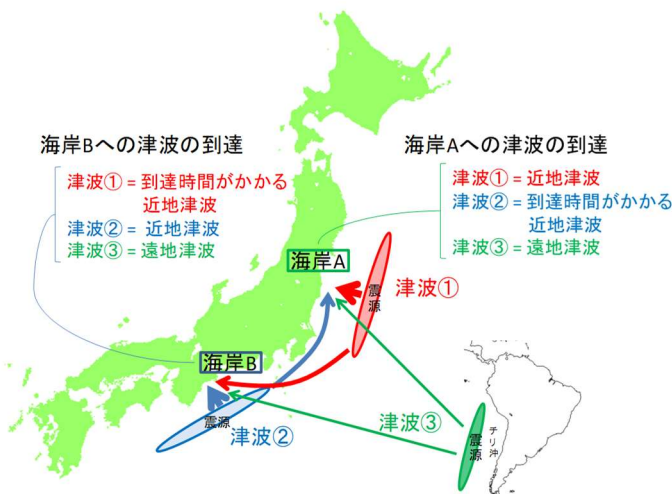 海岸Bへの津波の到達
津波① = 到達時間がかかる
近地津波
津波② = 近地津波
津波③ = 遠地津波
海岸Aへの津波の到達
津波① = 近地津波
津波② = 到達時間がかかる
近地津波
津波③ = 遠地津波
海岸A
津波①
震源
海岸B
震源
津波②
津波③
震源
チリ沖